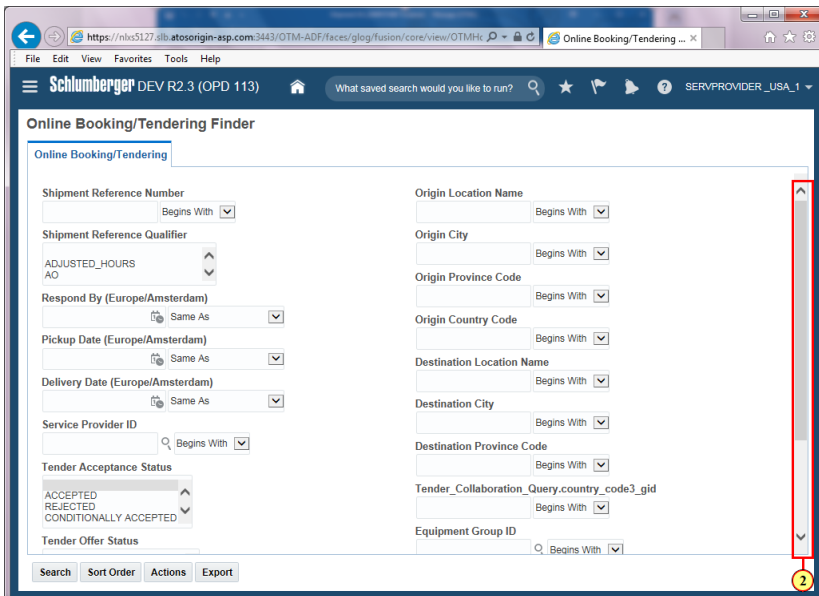 https://nlxs5127.slb.atosorigin-asp.com:3443/OTM-ADF/faces/glog/fusion/core/view/OTMHc
Online Booking/Tendering ...
File Edit View Favorites Tools Help
Schlumberger DEV R2.3 (OPD 113)
What saved search would you like to run?
SERVPROVIDER_USA_1
Online Booking/Tendering Finder
Online Booking/Tendering
Shipment Reference Number
Begins With
Shipment Reference Qualifier
ADJUSTED_HOURS
AO
Respond By (Europe/Amsterdam)
Same As
Pickup Date (Europe/Amsterdam)
Same As
Delivery Date (Europe/Amsterdam)
Same As
Service Provider ID
Begins With
Tender Acceptance Status
ACCEPTED
REJECTED
CONDITIONALLY ACCEPTED
Tender Offer Status
Origin Location Name
Begins With
Origin City
Begins With
Origin Province Code
Begins With
Origin Country Code
Begins With
Destination Location Name
Begins With
Destination City
Begins With
Destination Province Code
Begins With
Tender_Collaboration_Query.country_code3_gid
Begins With
Equipment Group ID
Begins With
Search Sort Order Actions Export
2